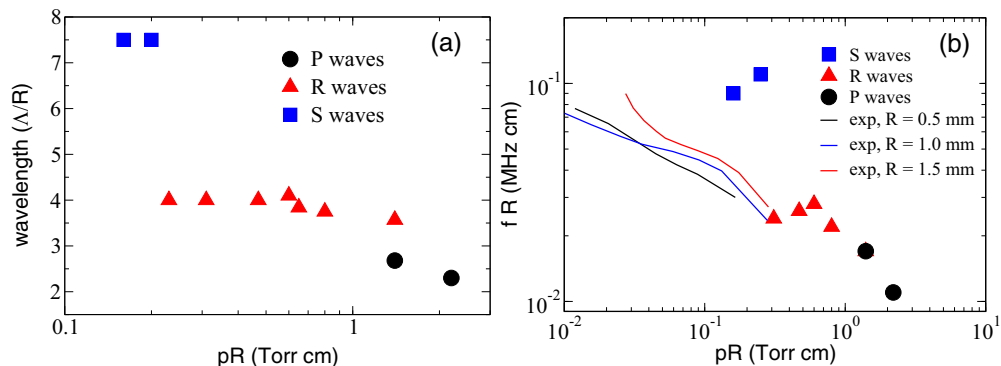 8
7
6
5
4
3
2
0.1
1
wavelength (Λ/R)
pR (Torr cm)
(a)
P waves
R waves
S waves
10⁻¹
10⁻²
10⁻²
10⁻¹
10⁰
10¹
f R (MHz cm)
pR (Torr cm)
(b)
S waves
R waves
P waves
exp, R = 0.5 mm
exp, R = 1.0 mm
exp, R = 1.5 mm